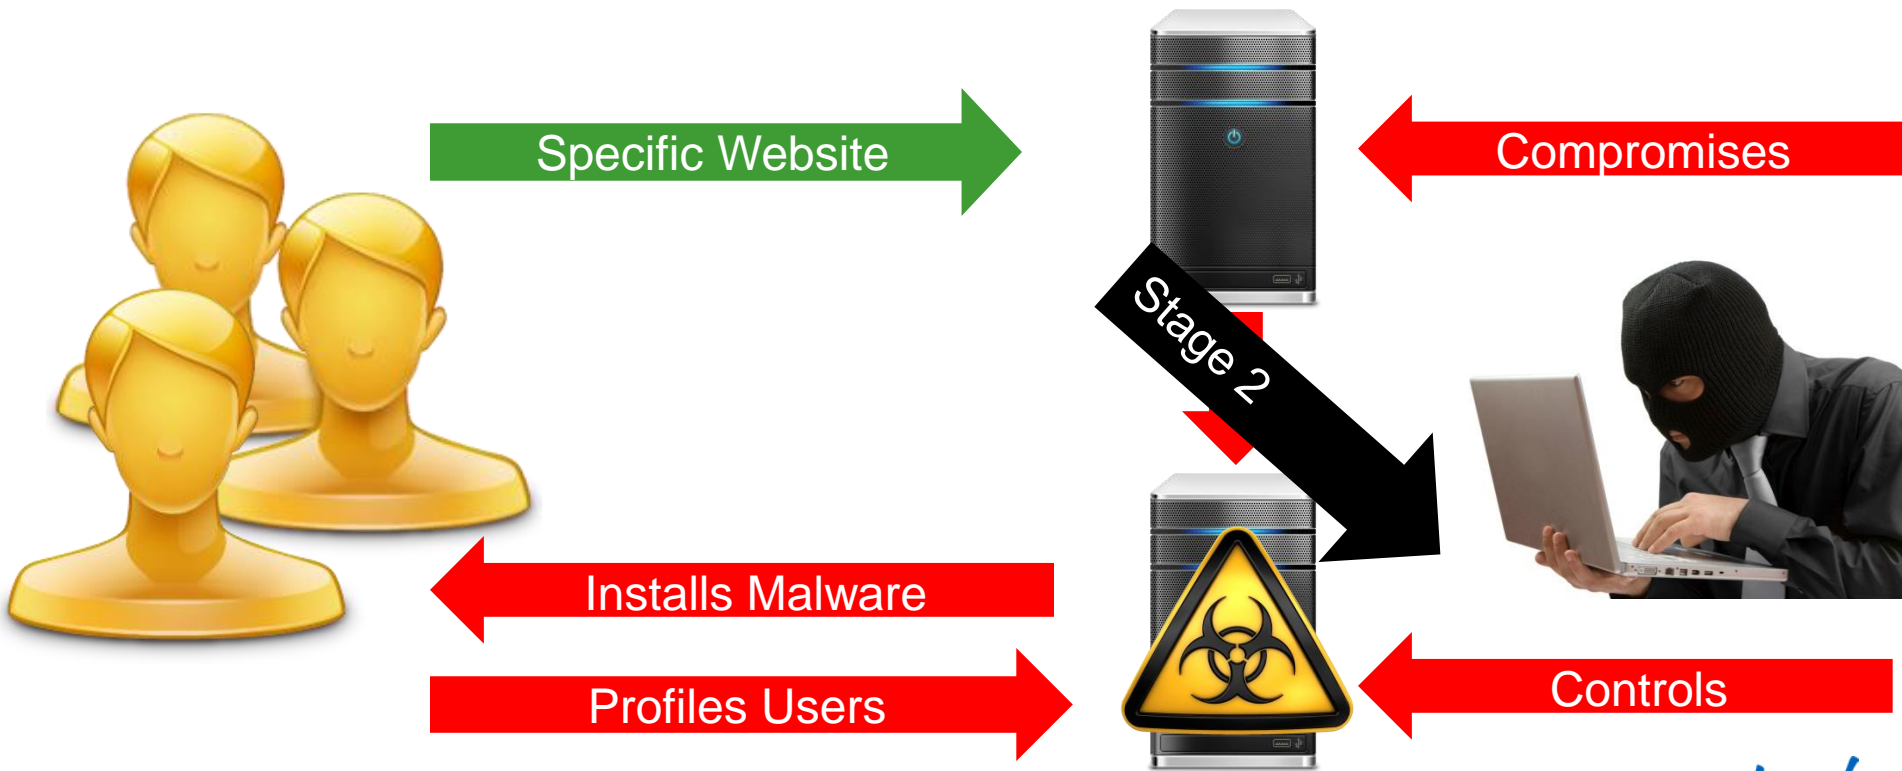 Specific Website
Compromises
Stage 2
Installs Malware
Profiles Users
Controls